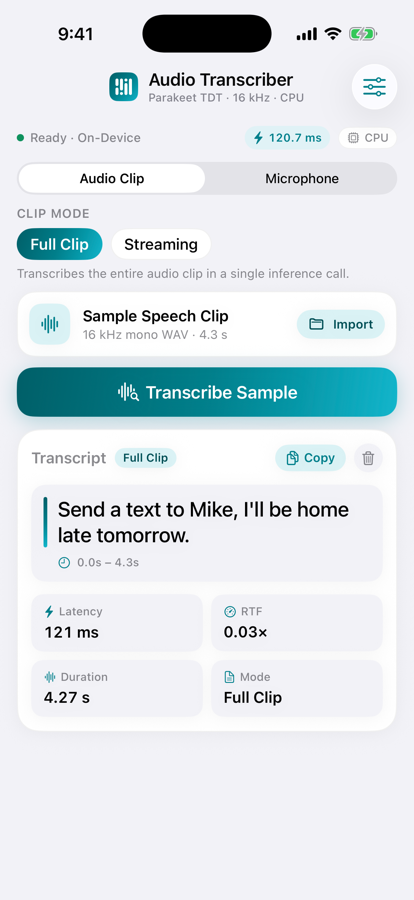 9:41
Audio Transcriber
Parakeet TDT · 16 kHz · CPU
Ready · On-Device
120.7 ms
CPU
Audio Clip
Microphone
CLIP MODE
Full Clip
Streaming
Transcribes the entire audio clip in a single inference call.
Sample Speech Clip
16 kHz mono WAV · 4.3 s
Import
Transcribe Sample
Transcript
Full Clip
Copy
Send a text to Mike, I'll be home
late tomorrow.
0.0s – 4.3s
Latency
121 ms
RTF
0.03×
Duration
4.27 s
Mode
Full Clip